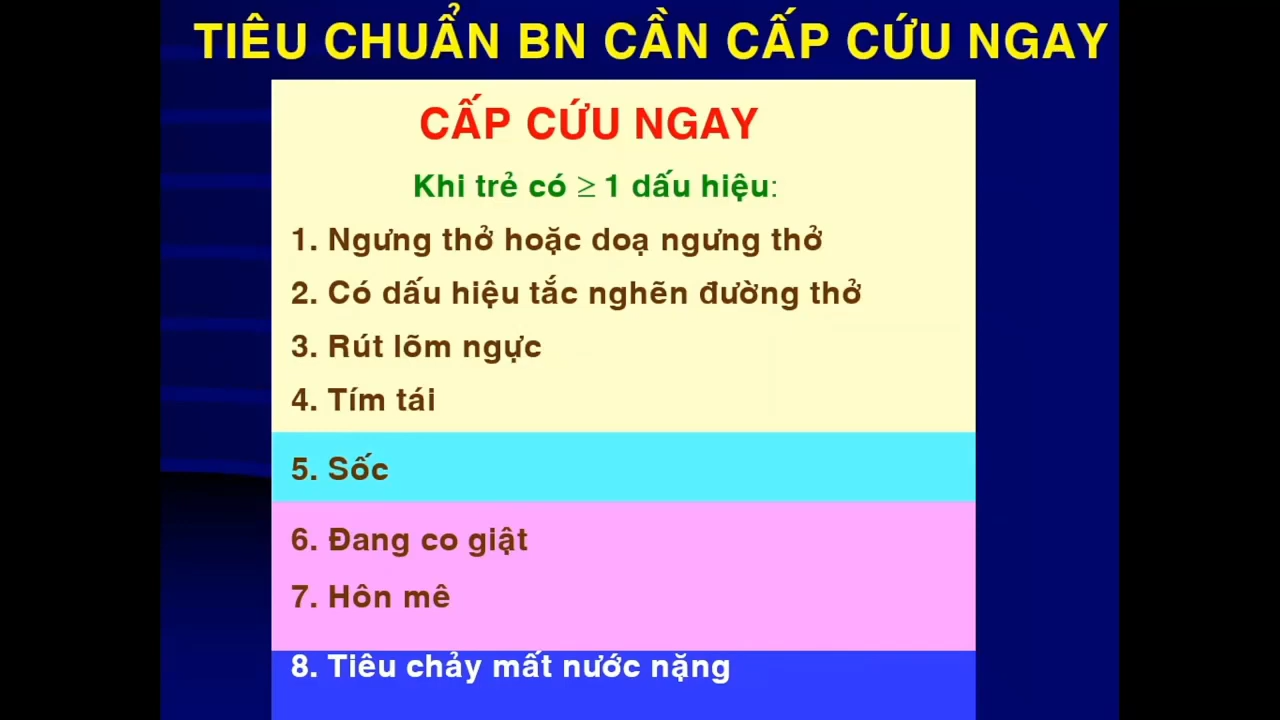 TIÊU CHUẨN BN CẦN CẤP CỨU NGAY
CẤP CỨU NGAY
Khi trẻ có ≥ 1 dấu hiệu:
1. Ngưng thở hoặc doạ ngưng thở
2. Có dấu hiệu tắc nghẽn đường thở
3. Rút lõm ngực
4. Tím tái
5. Sốc
6. Đang co giật
7. Hôn mê
8. Tiêu chảy mất nước nặng